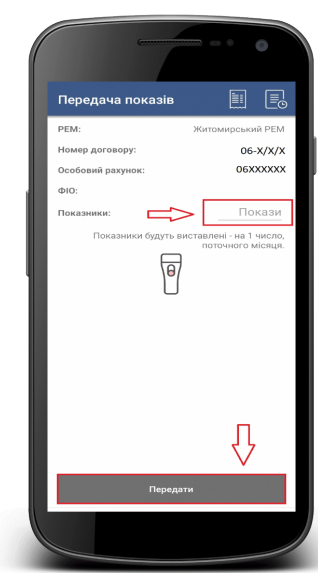 Передача показів
РЕМ: Житомирський РЕМ
Номер договору: 06-X/X/X
Особовий рахунок: 06XXXXXX
ФІО:
Показники: Покази
Показники будуть виставлені - на 1 число,
поточного місяця.
Передати